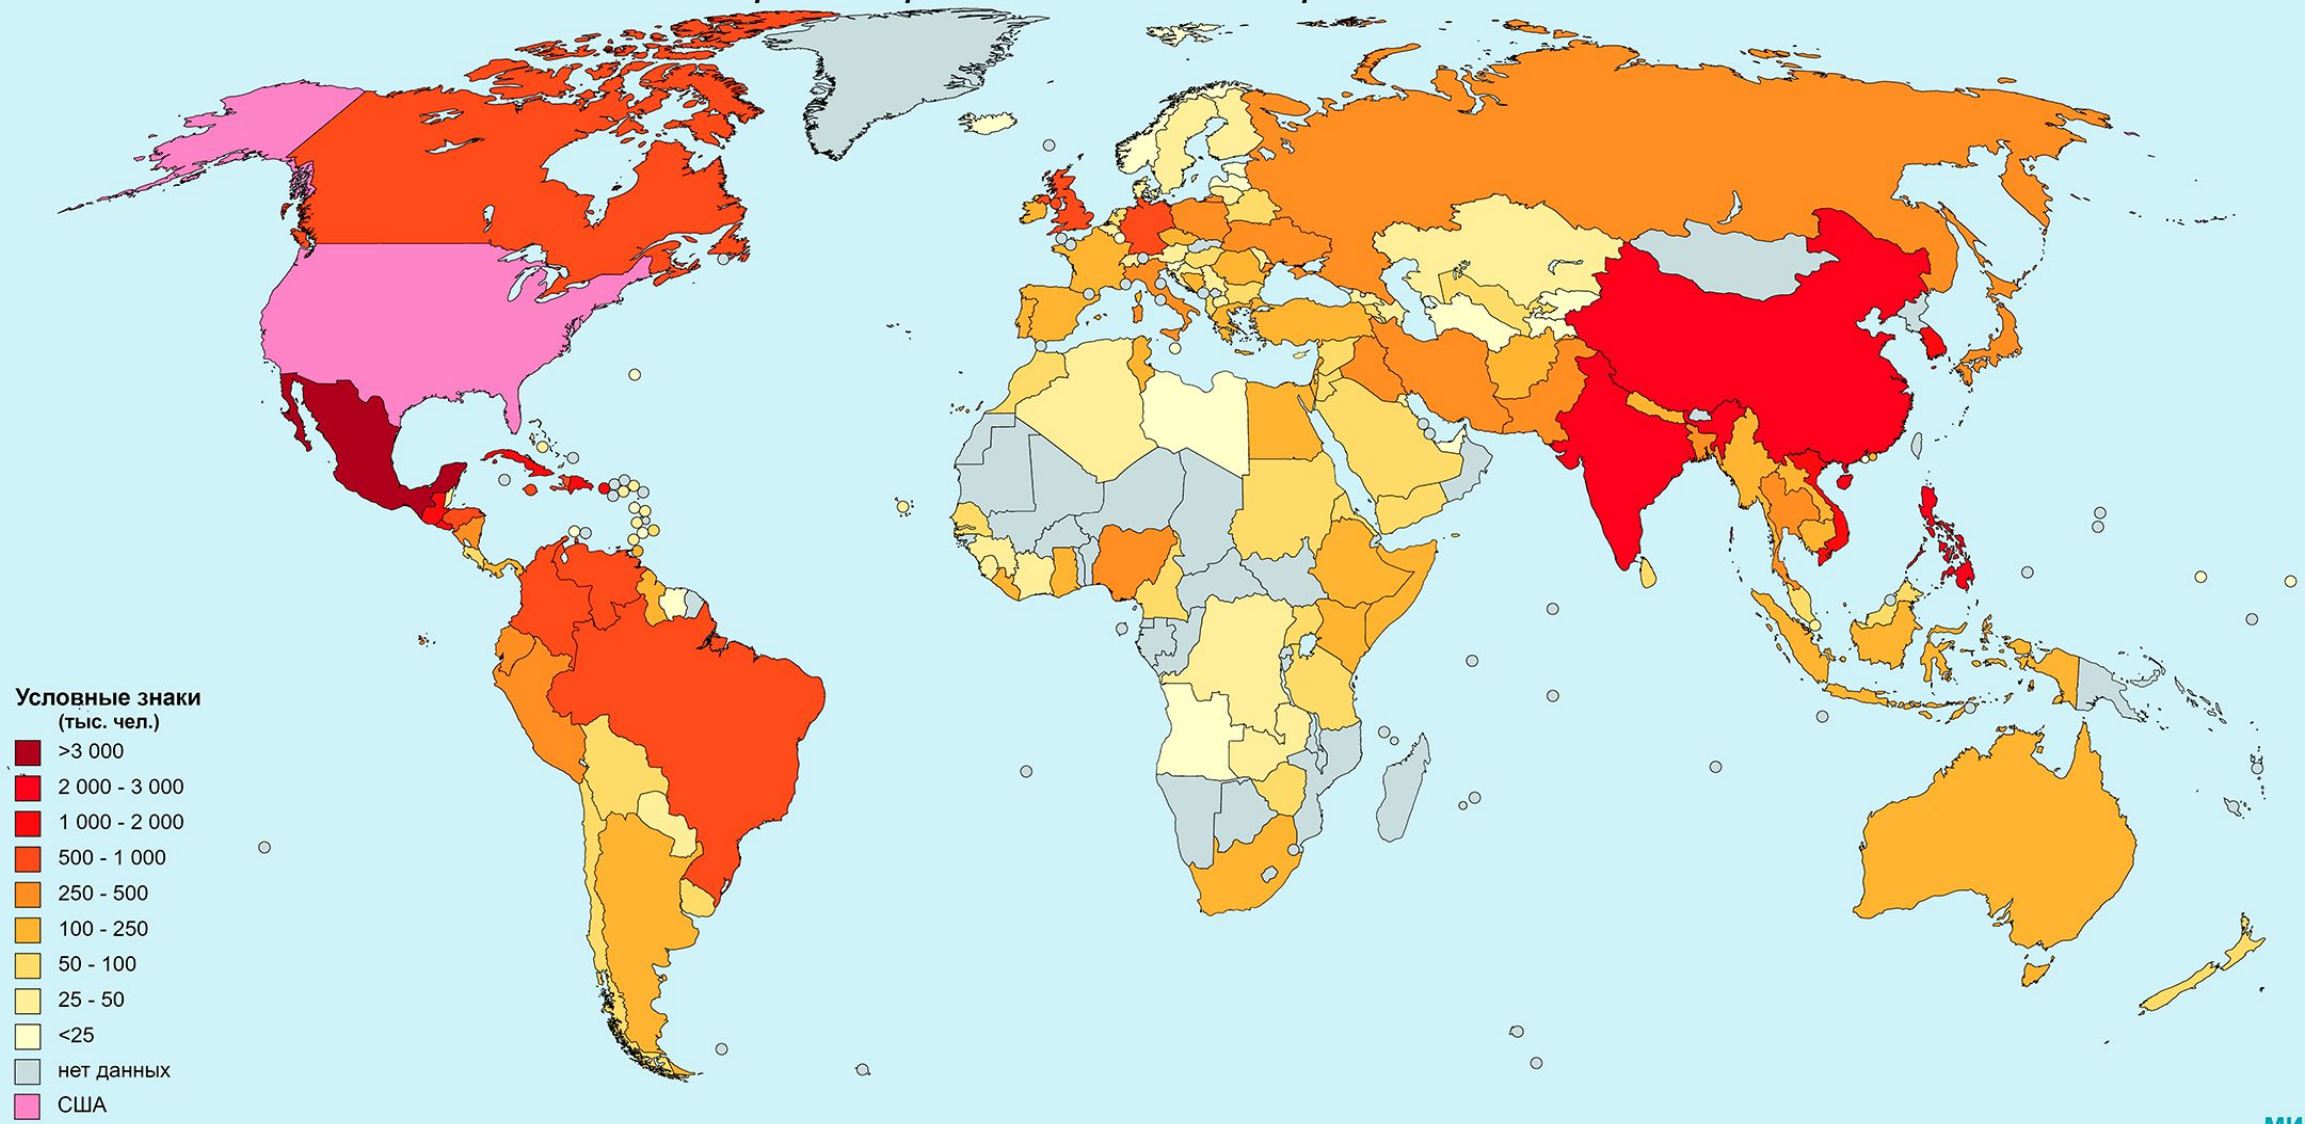 Условные знаки
(тыс. чел.)
>3 000
2 000 - 3 000
1 000 - 2 000
500 - 1 000
250 - 500
100 - 250
50 - 100
25 - 50
<25
нет данных
США